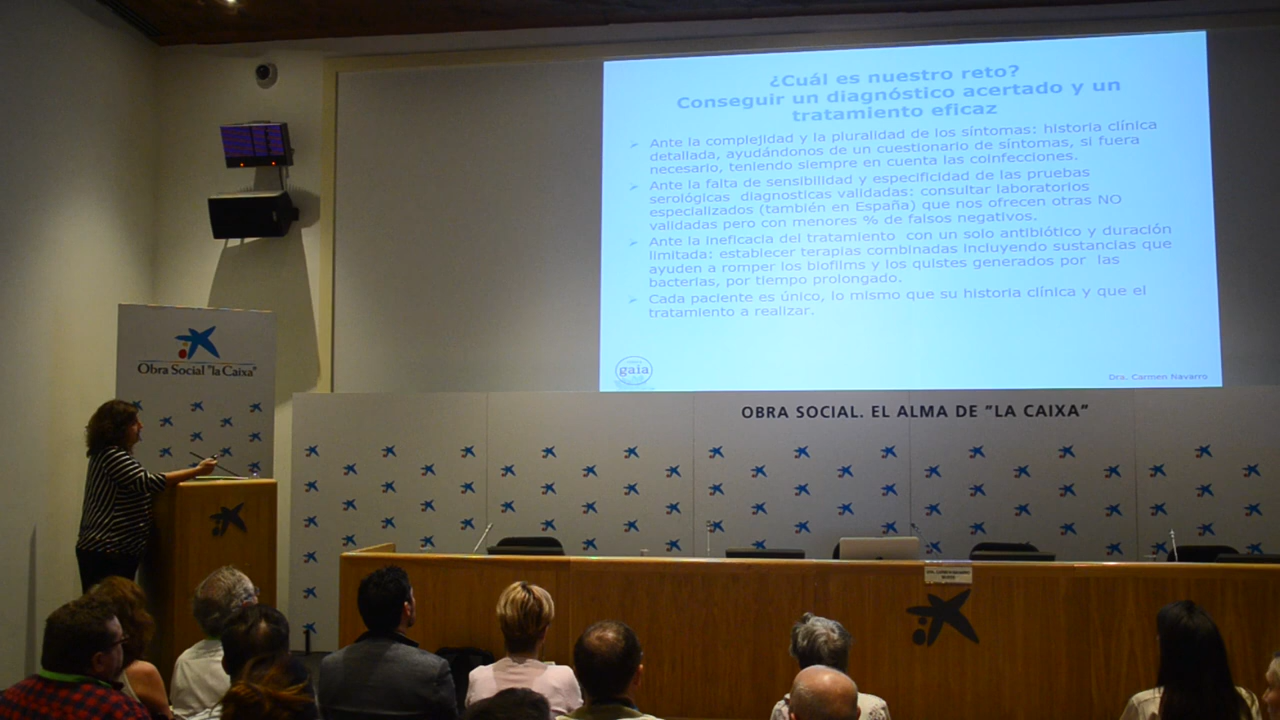 ¿Cuál es nuestro reto?
Conseguir un diagnóstico acertado y un
tratamiento eficaz
➢ Ante la complejidad y la pluralidad de los síntomas: historia clínica
detallada, ayudándonos de un cuestionario de síntomas, si fuera
necesario, teniendo siempre en cuenta las coinfecciones.
➢ Ante la falta de sensibilidad y especificidad de las pruebas
serológicas diagnosticas validadas: consultar laboratorios
especializados (también en España) que nos ofrecen otras NO
validadas pero con menores % de falsos negativos.
➢ Ante la ineficacia del tratamiento con un solo antibiótico y duración
limitada: establecer terapias combinadas incluyendo sustancias que
ayuden a romper los biofilms y los quistes generados por las
bacterias, por tiempo prolongado.
➢ Cada paciente es único, lo mismo que su historia clínica y que el
tratamiento a realizar.
gaia
Dra. Carmen Navarro
Obra Social "la Caixa"
OBRA SOCIAL. EL ALMA DE "LA CAIXA"